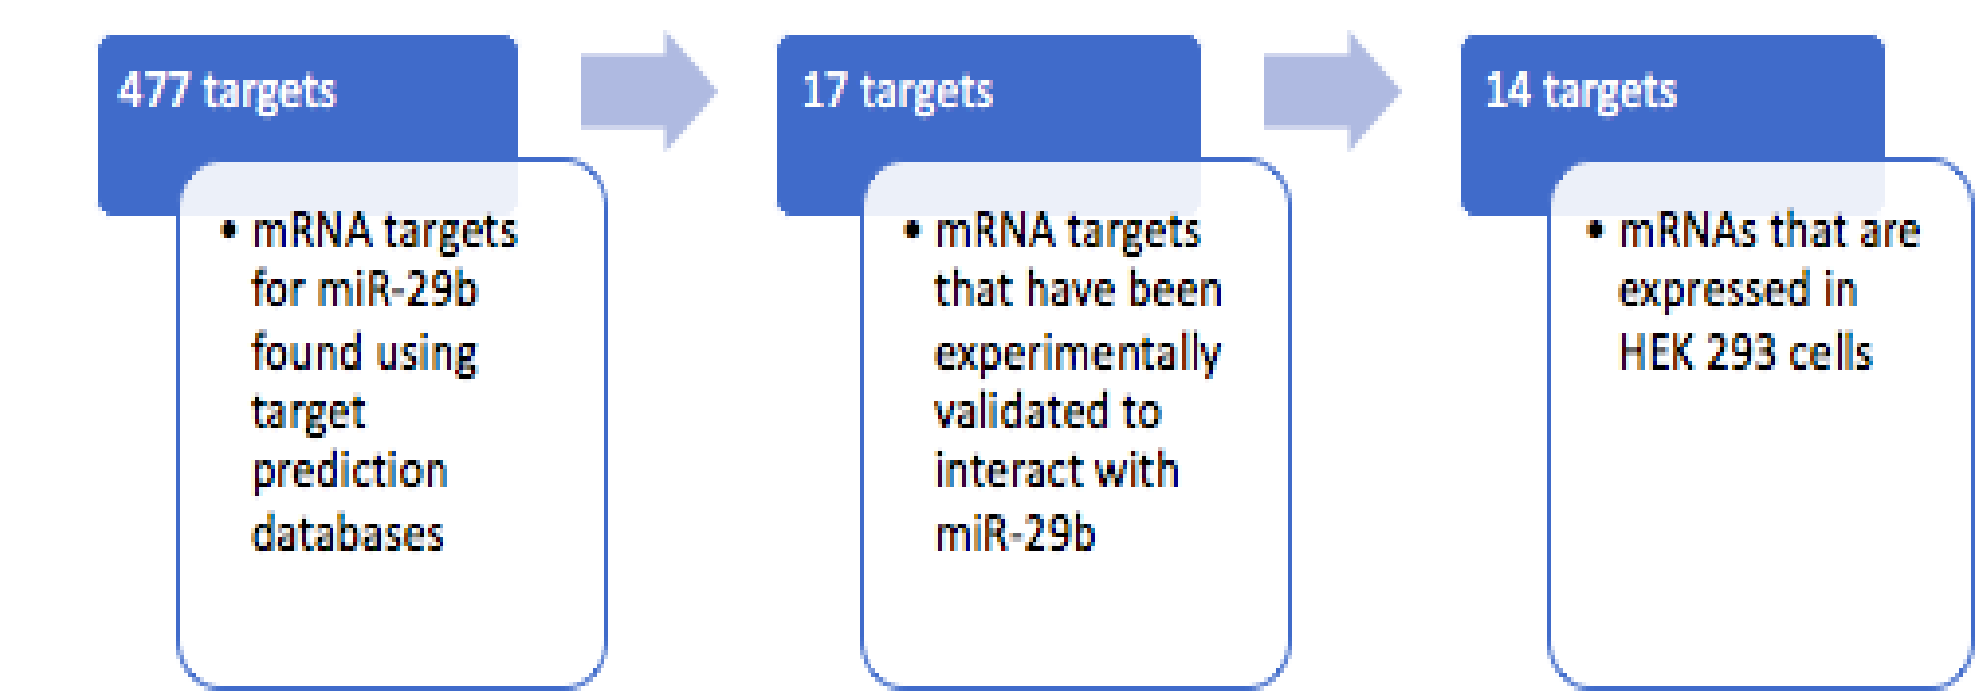 477 targets
• mRNA targets
for miR-29b
found using
target
prediction
databases
17 targets
• mRNA targets
that have been
experimentally
validated to
interact with
miR-29b
14 targets
• mRNAs that are
expressed in
HEK 293 cells